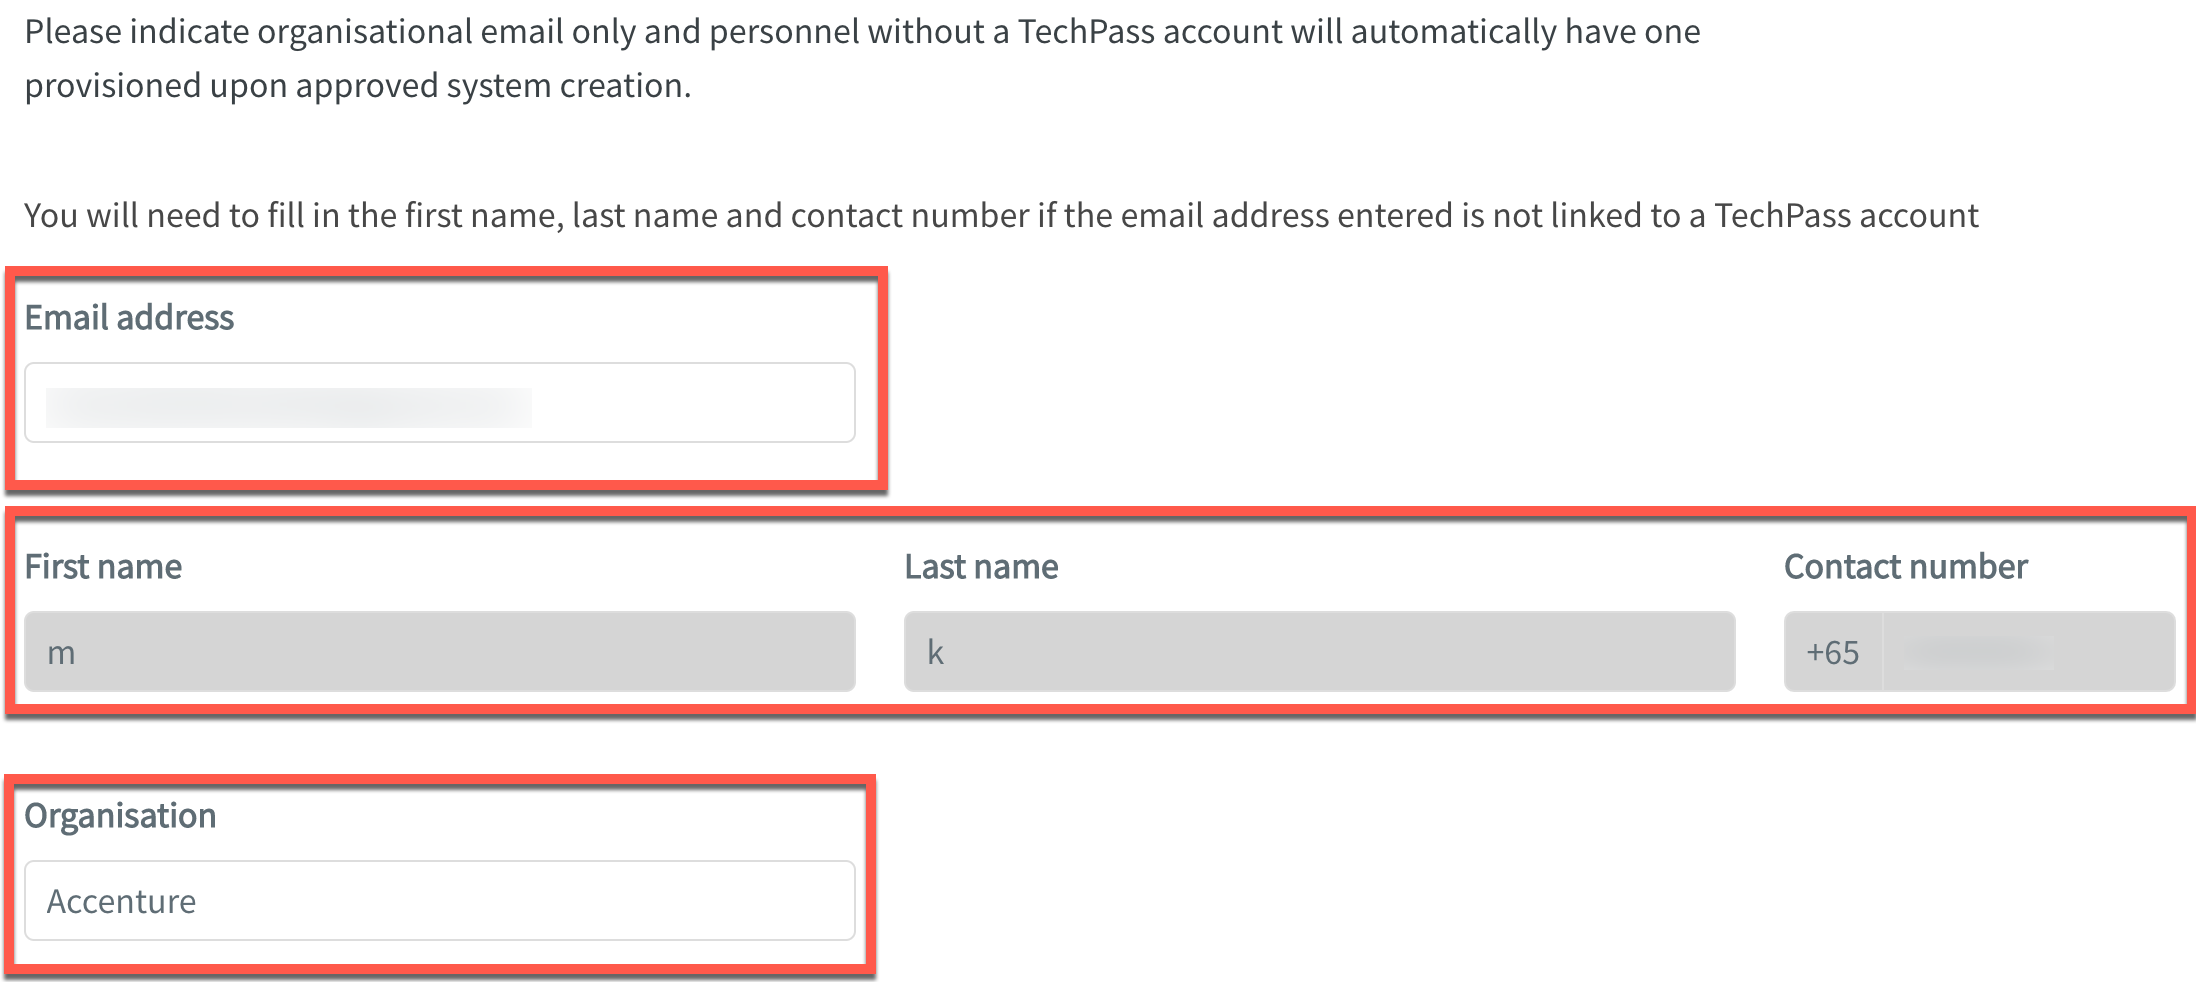 Please indicate organisational email only and personnel without a TechPass account will automatically have one
provisioned upon approved system creation.
You will need to fill in the first name, last name and contact number if the email address entered is not linked to a TechPass account
Email address
First name
Last name
Contact number
m
k
+65
Organisation
Accenture